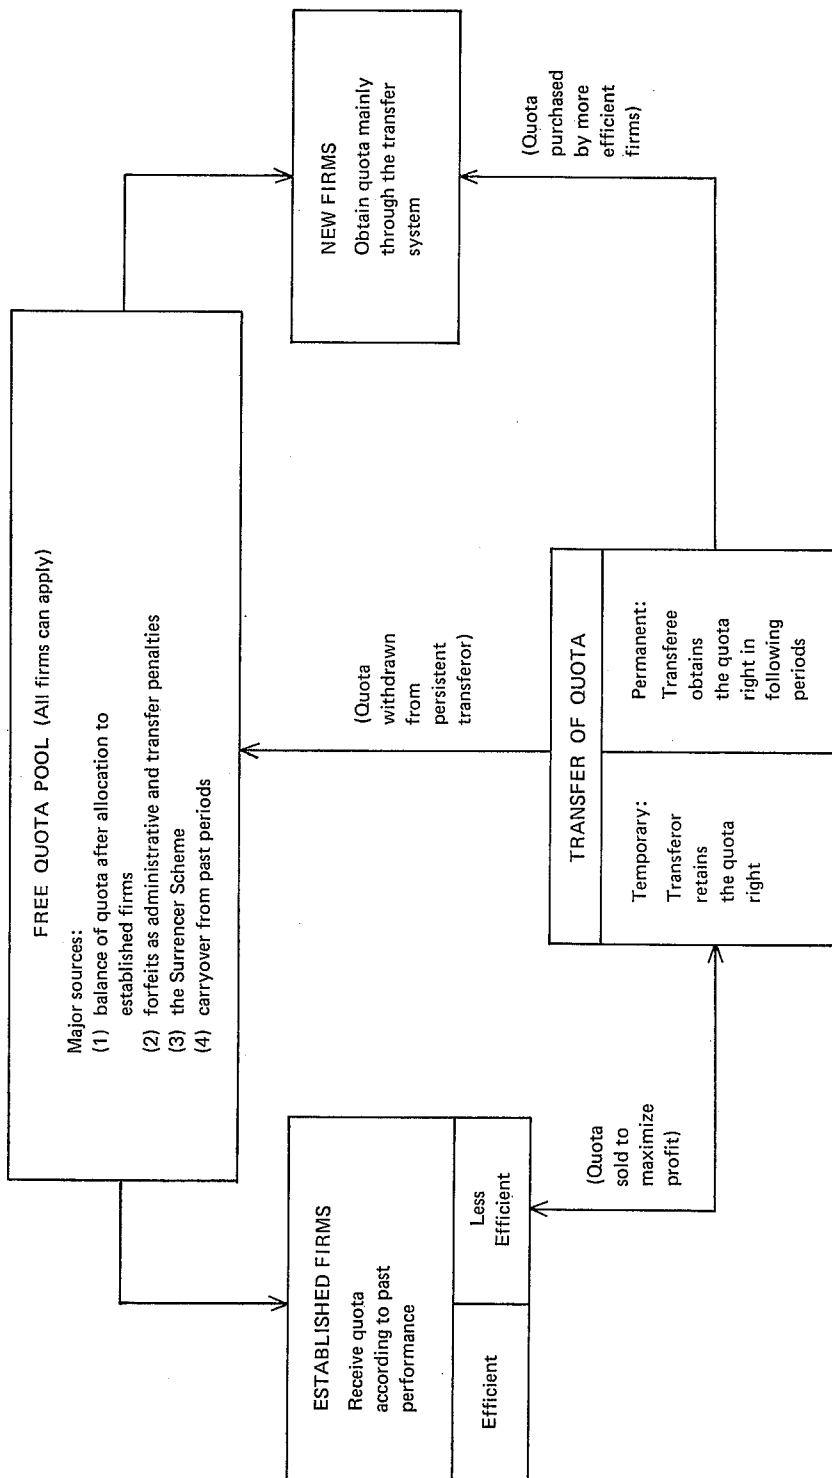 FREE QUOTA POOL (All firms can apply)
Major sources:
(1) balance of quota after allocation to
established firms
(2) forfeits as administrative and transfer penalties
(3) the Surrencer Scheme
(4) carryover from past periods
ESTABLISHED FIRMS
Receive quota
according to past
performance
Efficient
Less
Efficient
(Quota
sold to
maximize
profit)
(Quota
withdrawn
from
persistent
transferor)
TRANSFER OF QUOTA
Temporary:
Transferor
retains
the quota
right
Permanent:
Transferee
obtains
the quota
right in
following
periods
NEW FIRMS
Obtain quota mainly
through the transfer
system
(Quota
purchased
by more
efficient
firms)